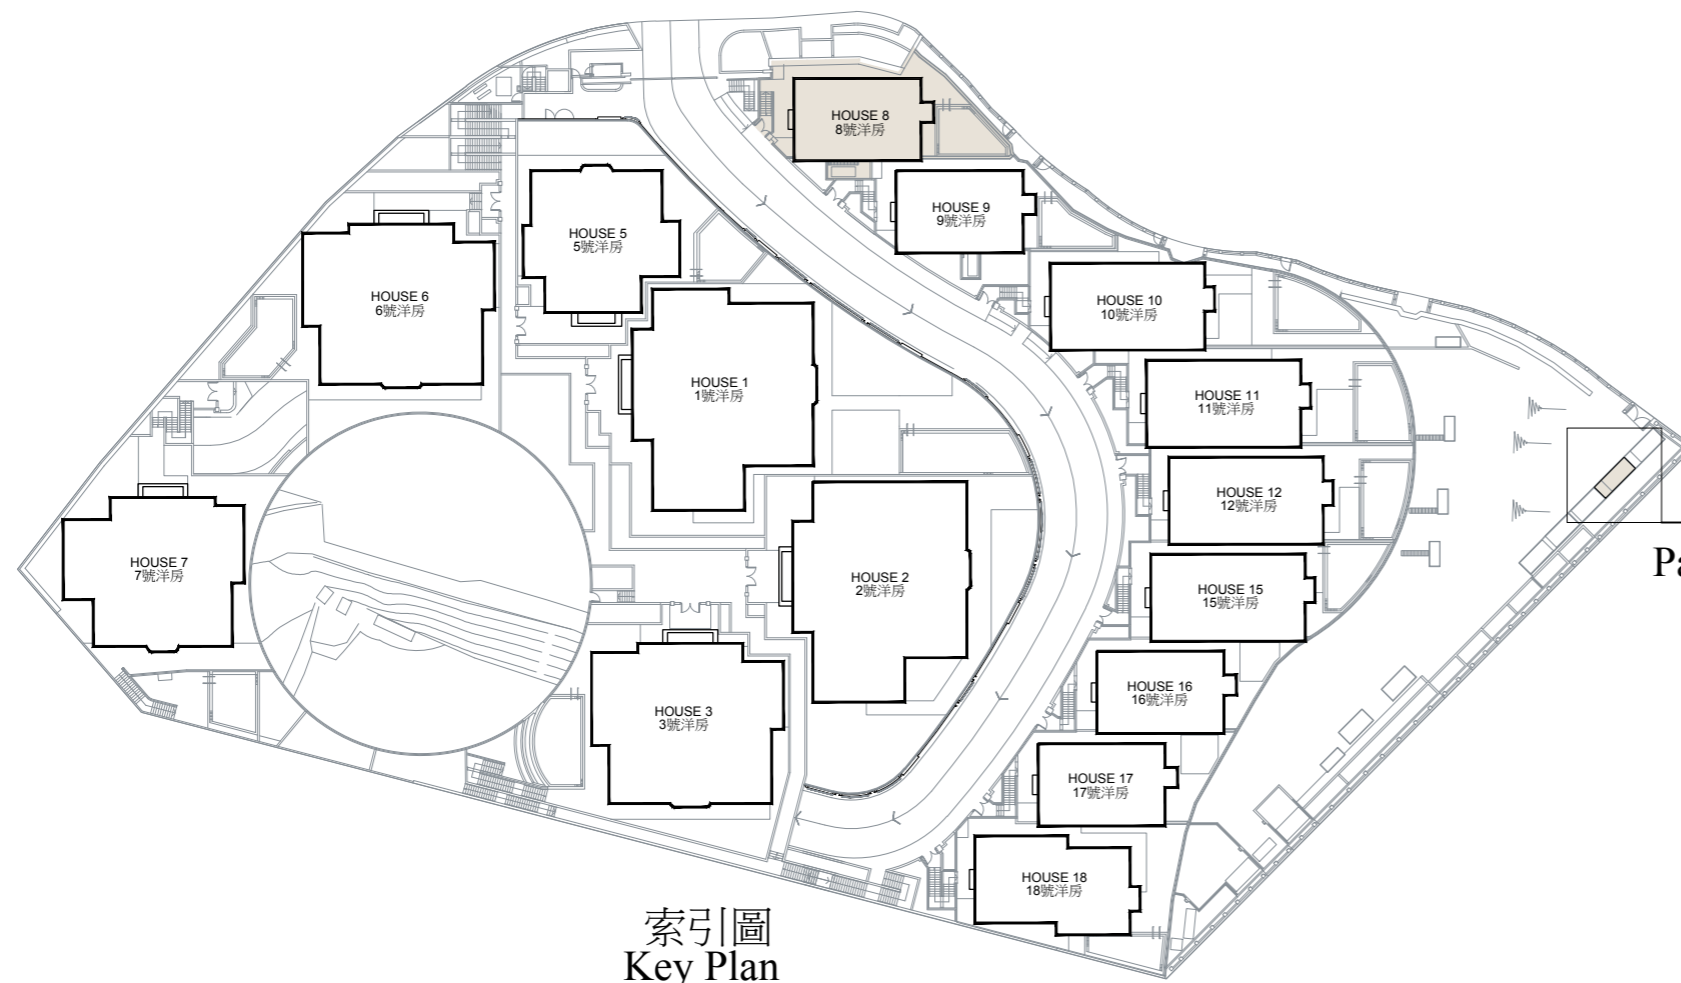 HOUSE 8
8號洋房
HOUSE 9
9號洋房
HOUSE 5
5號洋房
HOUSE 6
6號洋房
HOUSE 10
10號洋房
HOUSE 1
1號洋房
HOUSE 11
11號洋房
HOUSE 12
12號洋房
HOUSE 7
7號洋房
HOUSE 2
2號洋房
Pa
HOUSE 15
15號洋房
HOUSE 16
16號洋房
HOUSE 3
3號洋房
HOUSE 17
17號洋房
HOUSE 18
18號洋房
索引圖
Key Plan